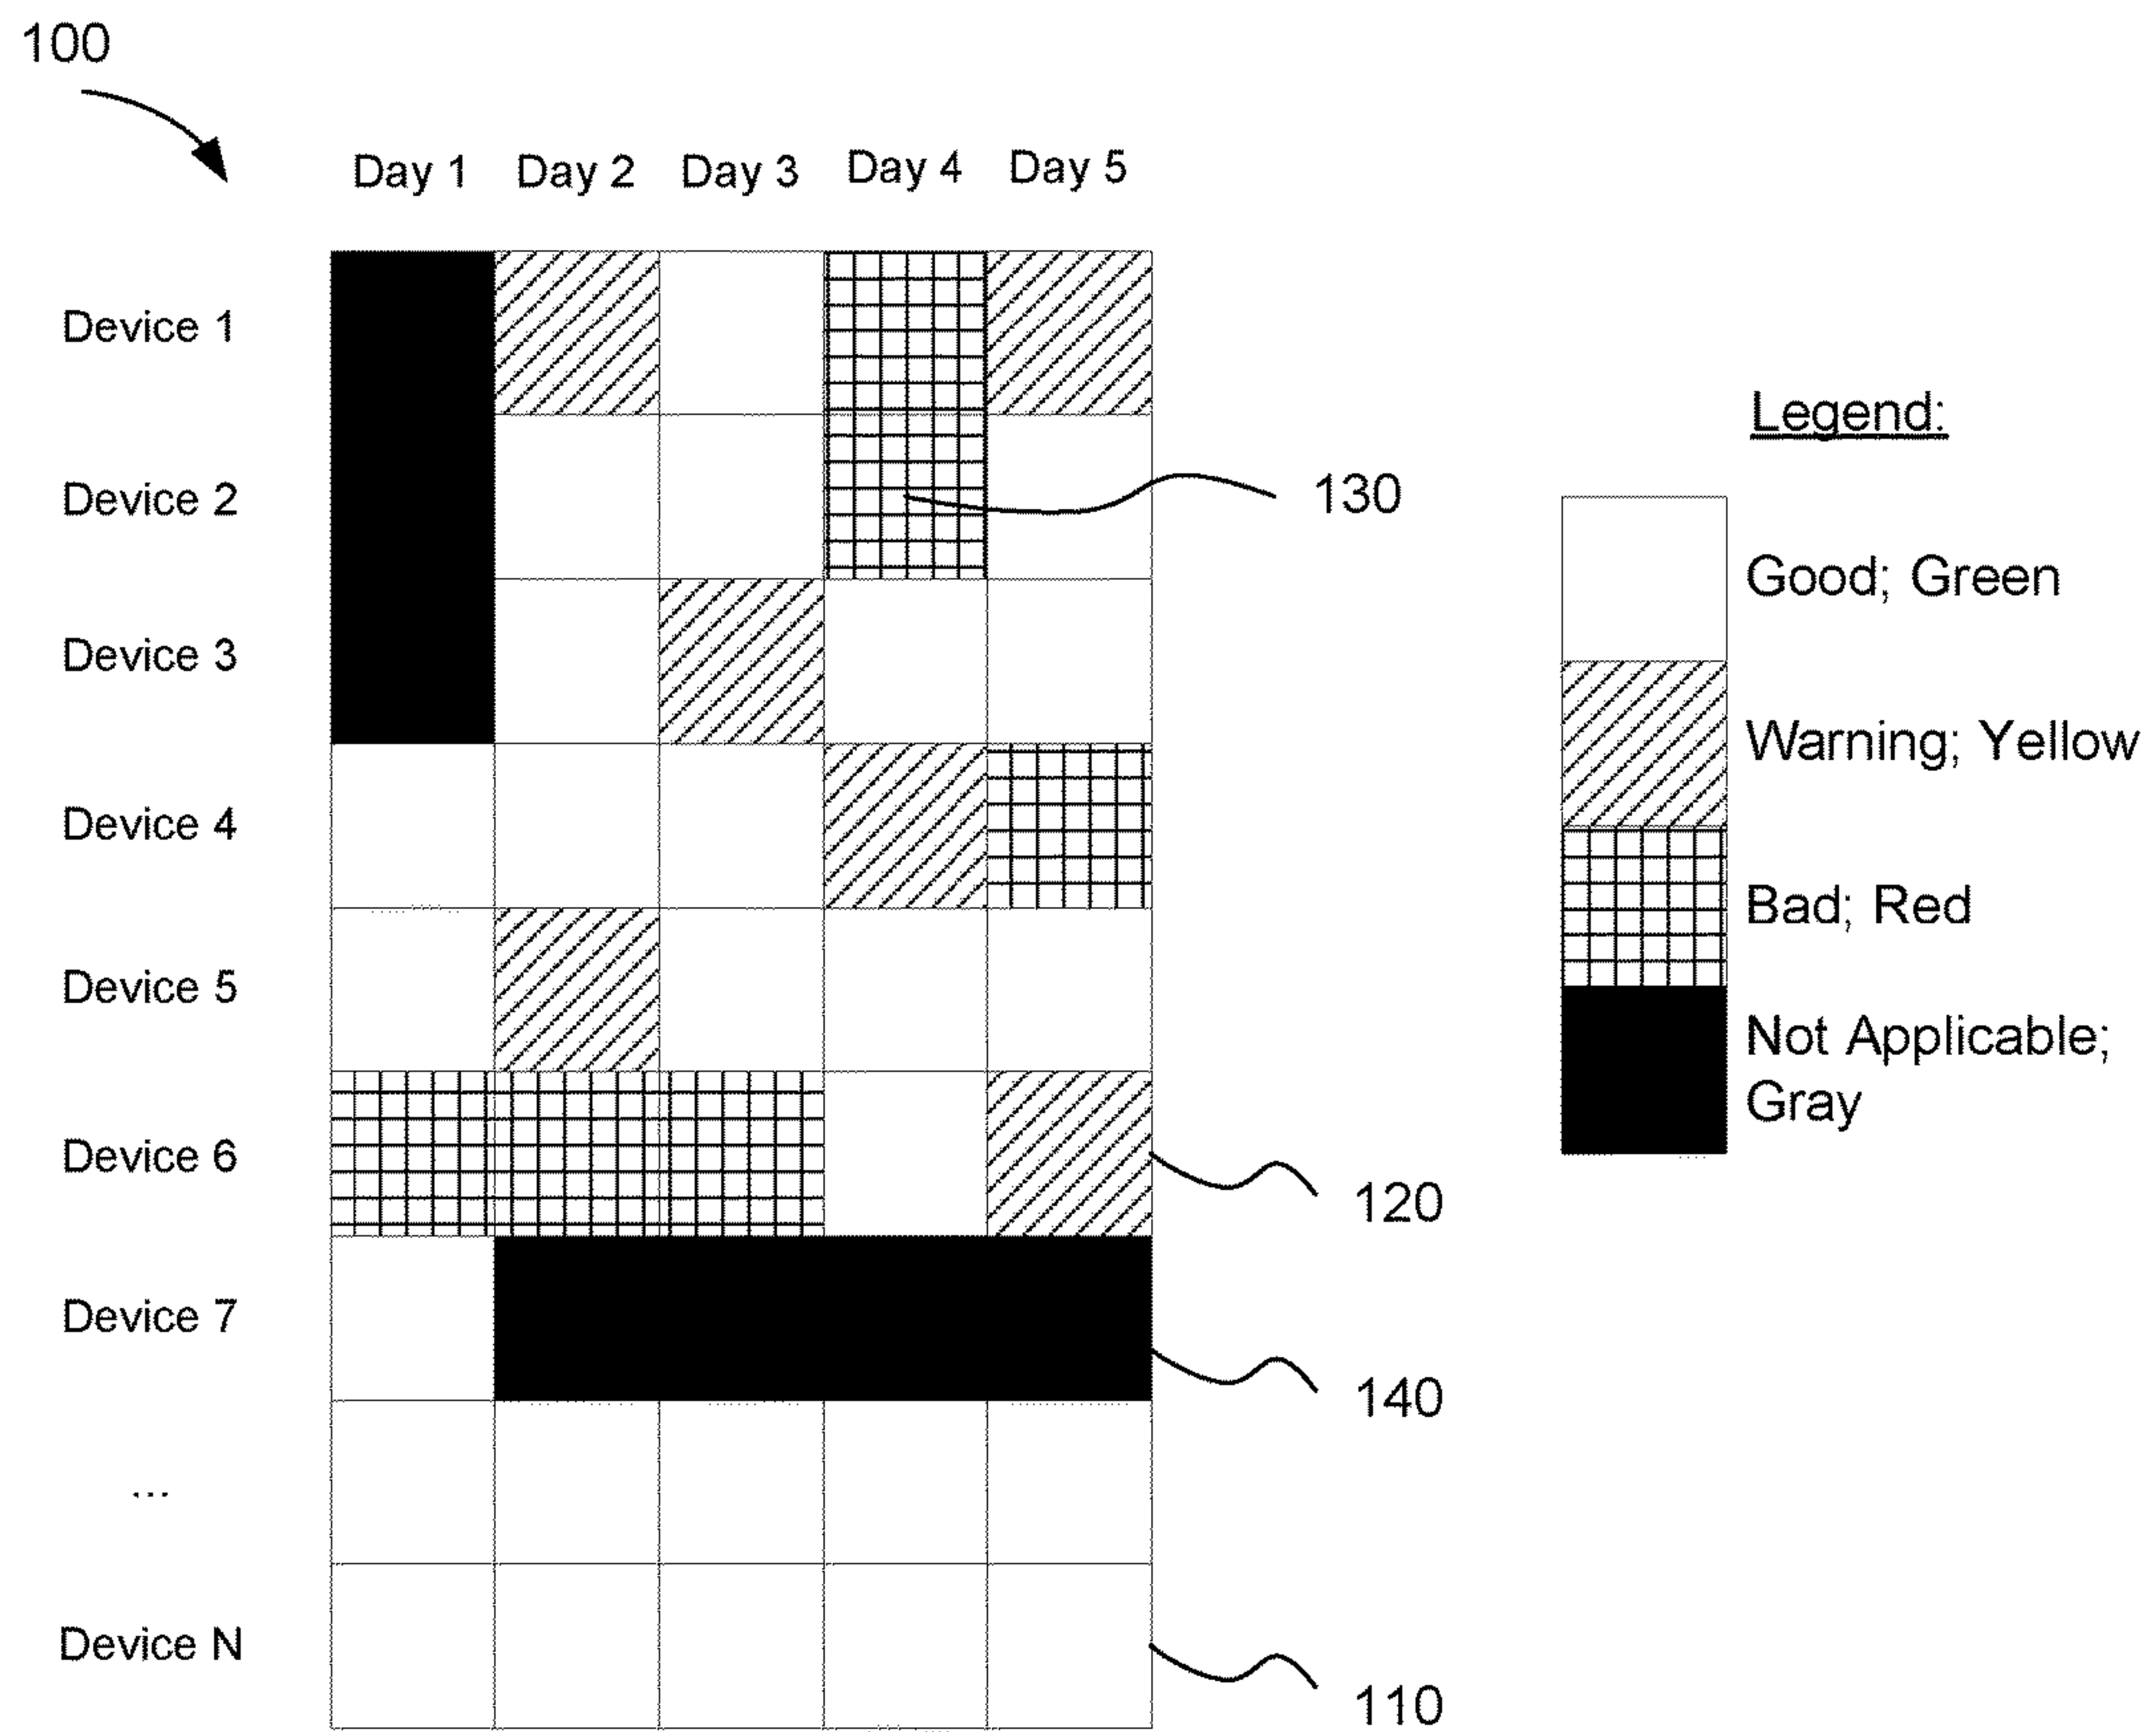 100
Day 1 Day 2 Day 3 Day 4 Day 5
Device 1
Device 2
Device 3
Device 4
Device 5
Device 6
Device 7
...
Device N
130
120
140
110
Legend:
Good; Green
Warning; Yellow
Bad; Red
Not Applicable;
Gray